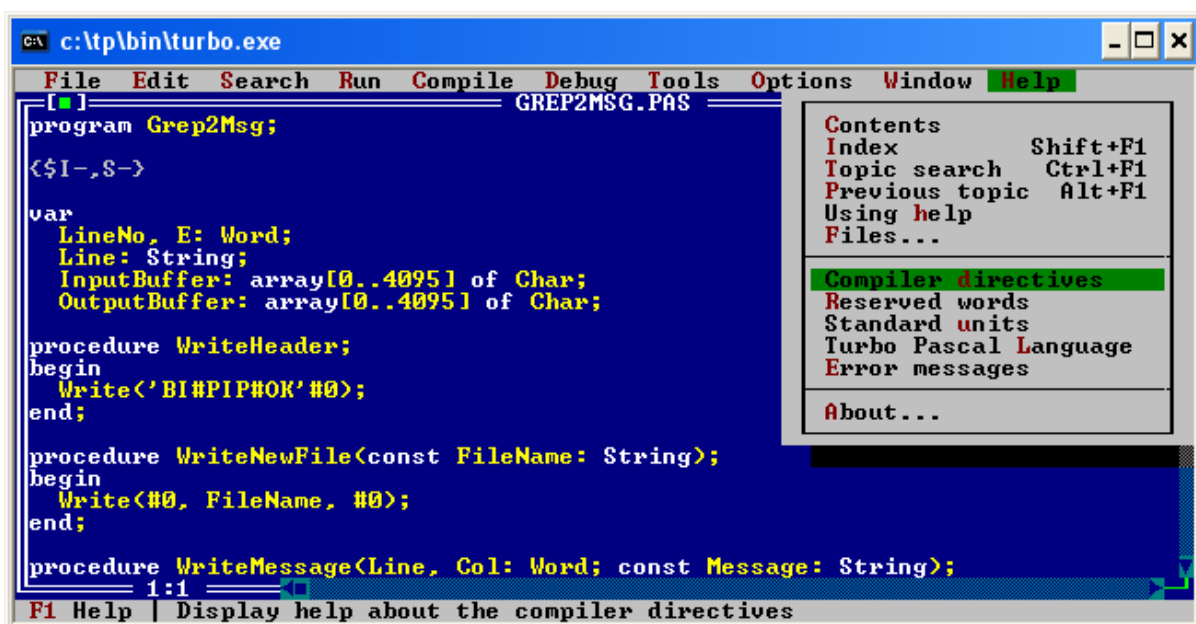 c:\tp\bin\turbo.exe
File Edit Search Run Compile Debug Tools Options Window Help
[■] GREP2MSG.PAS
program Grep2Msg;
{$I-,S-}
var
LineNo, E: Word;
Line: String;
InputBuffer: array[0..4095] of Char;
OutputBuffer: array[0..4095] of Char;
procedure WriteHeader;
begin
Write('BI#PIP#OK'#0);
end;
procedure WriteNewFile(const FileName: String);
begin
Write(#0, FileName, #0);
end;
procedure WriteMessage(Line, Col: Word; const Message: String);
1:1
Contents
Index Shift+F1
Topic search Ctrl+F1
Previous topic Alt+F1
Using help
Files...
Compiler directives
Reserved words
Standard units
Turbo Pascal Language
Error messages
About...
F1 Help | Display help about the compiler directives